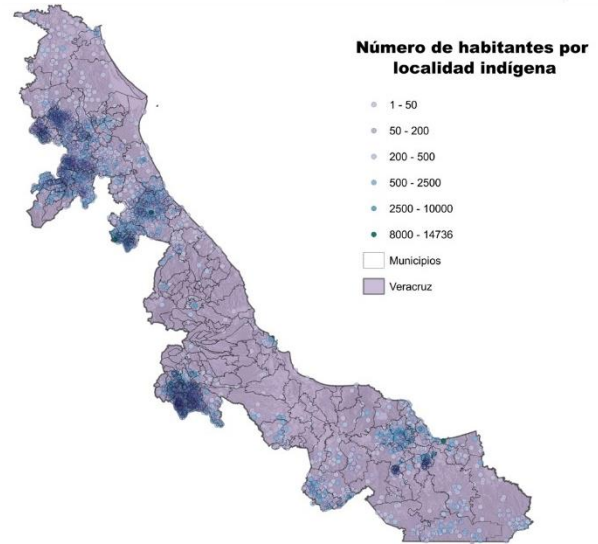 Número de habitantes por
localidad indígena
1 - 50
50 - 200
200 - 500
500 - 2500
2500 - 10000
8000 - 14736
Municipios
Veracruz